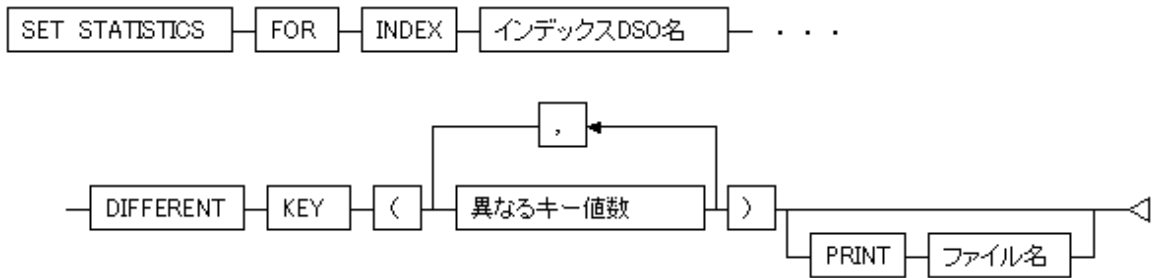 SET STATISTICS FOR INDEX インデックスDSO名 ・・・
,
DIFFERENT KEY ( 異なるキー値数 )
PRINT ファイル名